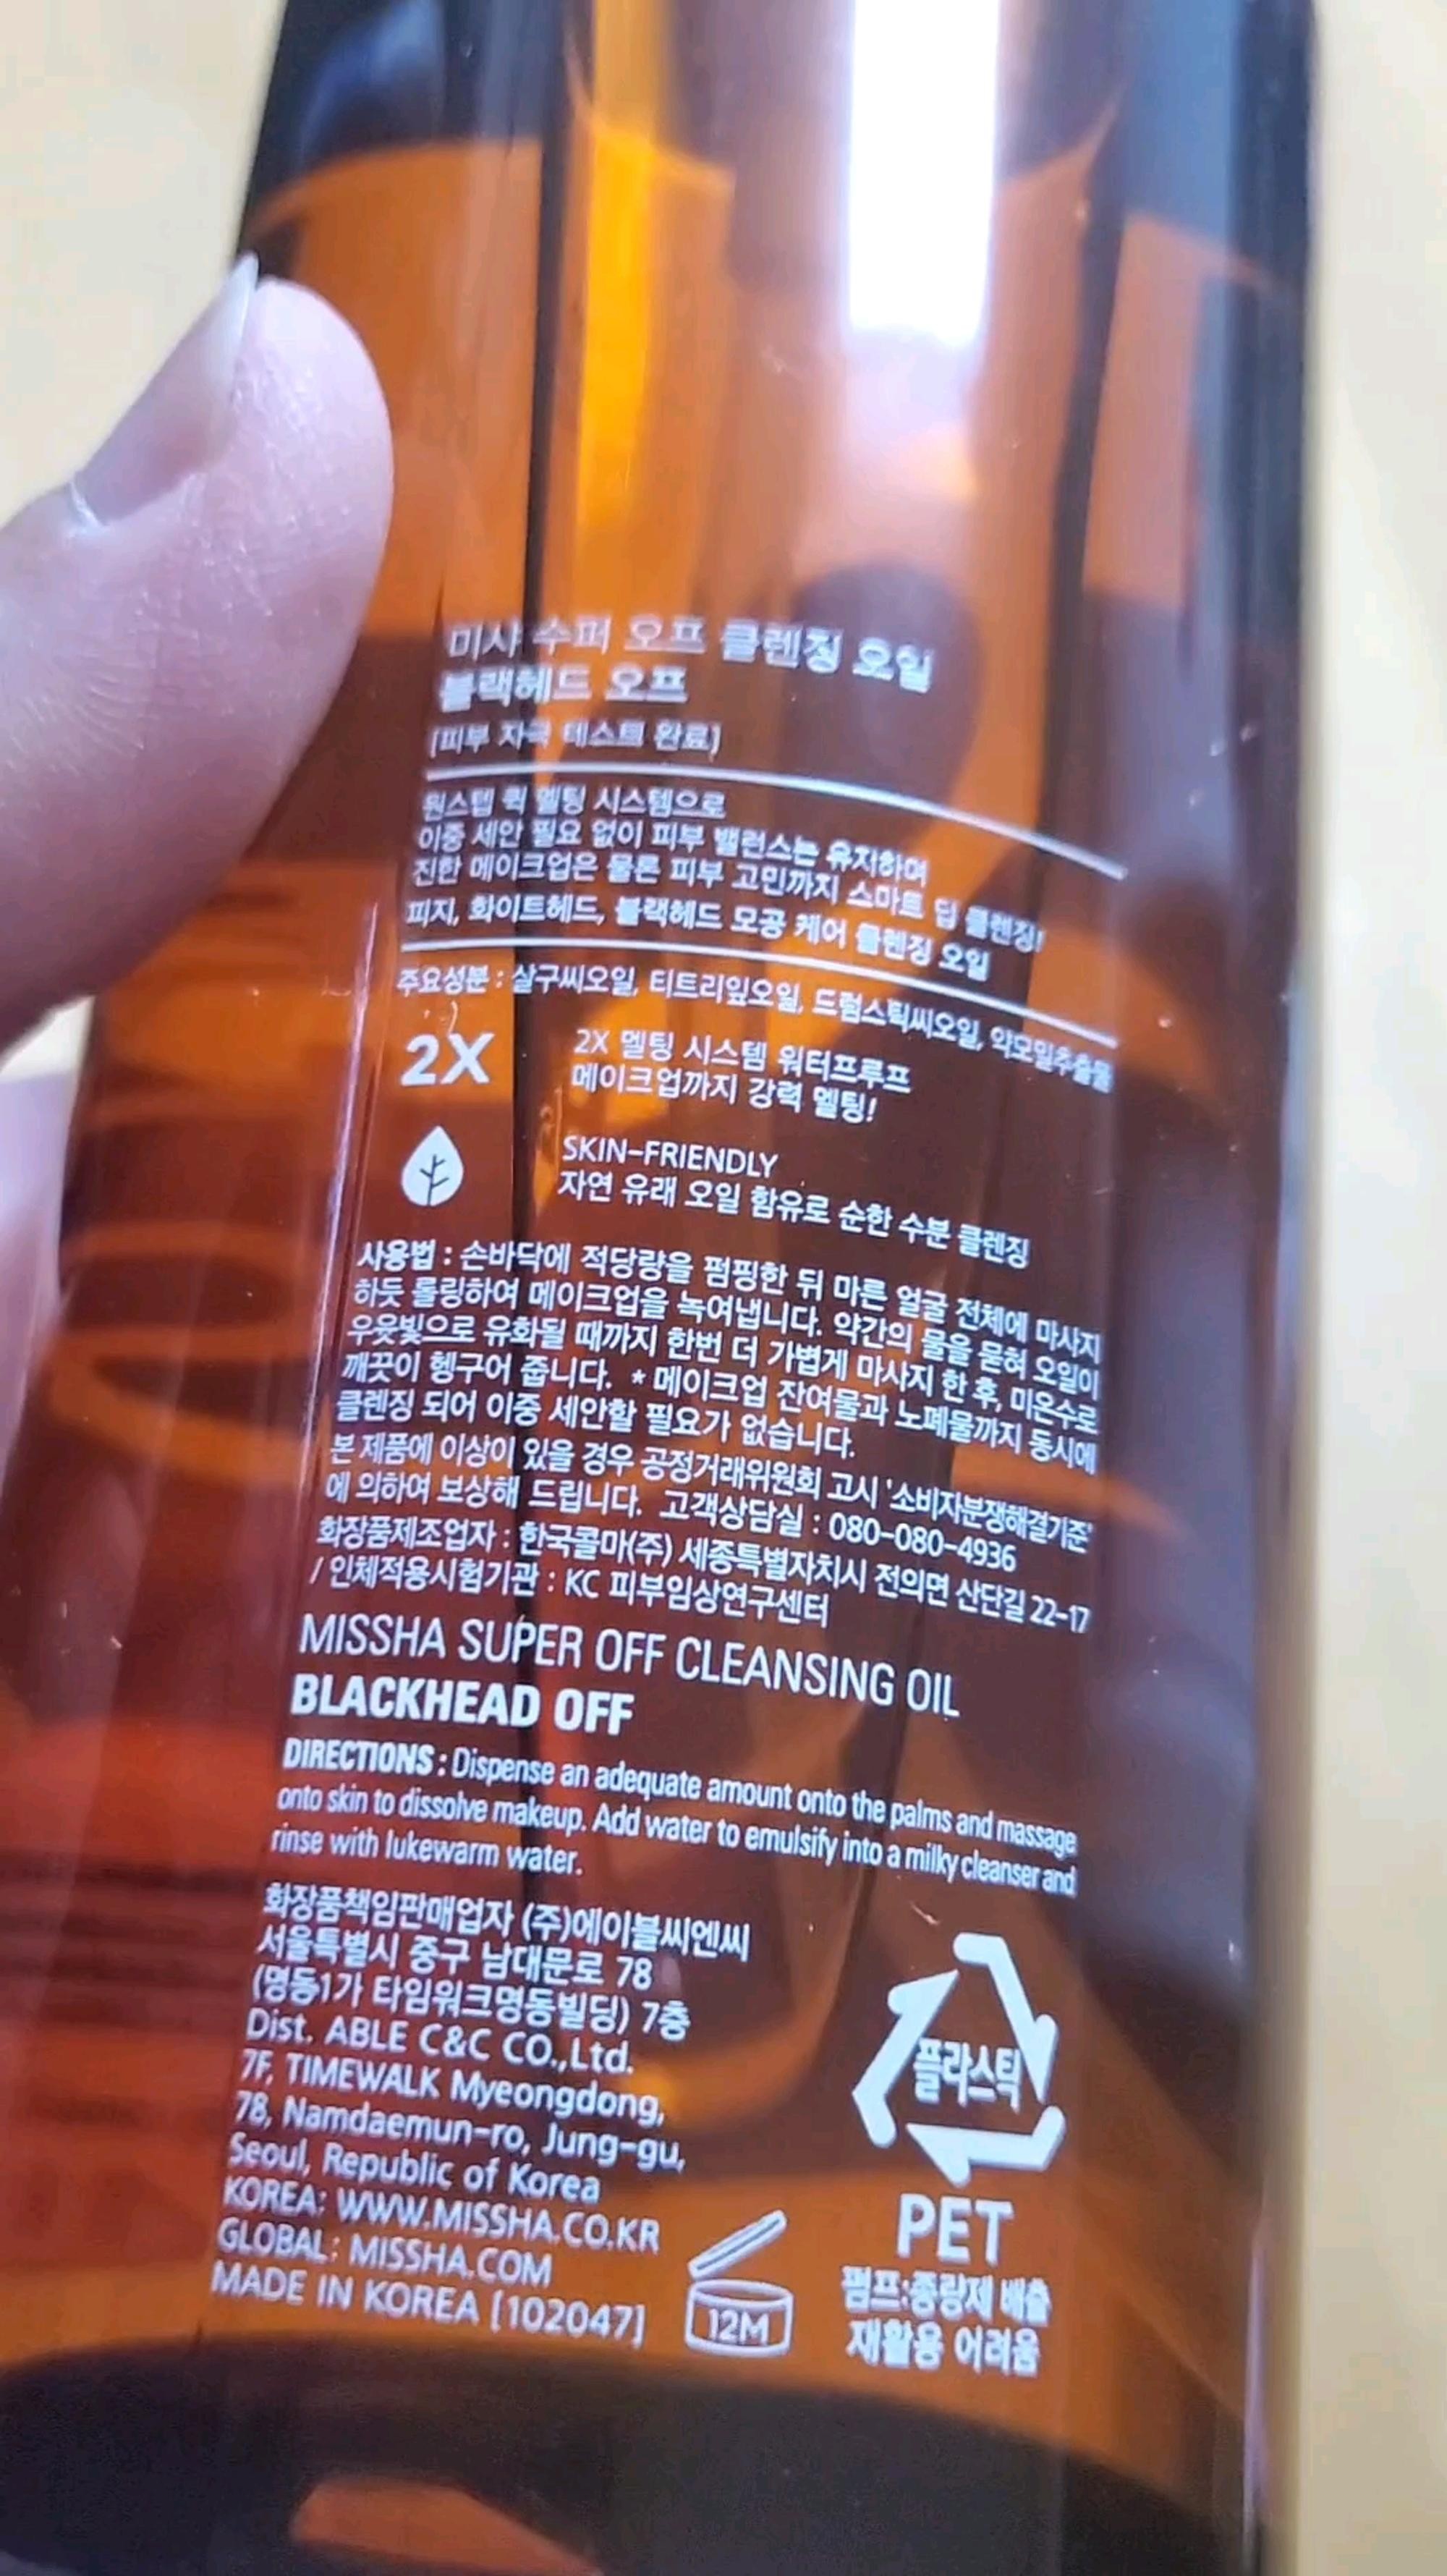 미샤 수퍼 오프 클렌징 오일
블랙헤드 오프
[피부 자극 테스트 완료]
원스텝 퀵 멜팅 시스템으로
이중 세안 필요 없이 피부 밸런스는 유지하며
진한 메이크업은 물론 피부 고민까지 스마트 딥 클렌징!
피지, 화이트헤드, 블랙헤드 모공 케어 클렌징 오일
주요성분 : 살구씨오일, 티트리잎오일, 드럼스틱씨오일, 약모밀추출물
2X
2X 멜팅 시스템 워터프루프
메이크업까지 강력 멜팅!
SKIN-FRIENDLY
자연 유래 오일 함유로 순한 수분 클렌징
사용법 : 손바닥에 적당량을 펌핑한 뒤 마른 얼굴 전체에 마사지
하듯 롤링하여 메이크업을 녹여냅니다. 약간의 물을 묻혀 오일이
우윳빛으로 유화될 때까지 한번 더 가볍게 마사지 한 후, 미온수로
깨끗이 헹구어 줍니다. * 메이크업 잔여물과 노폐물까지 동시에
클렌징 되어 이중 세안할 필요가 없습니다.
본 제품에 이상이 있을 경우 공정거래위원회 고시 '소비자분쟁해결기준'
에 의하여 보상해 드립니다. 고객상담실 : 080-080-4936
화장품제조업자 : 한국콜마(주) 세종특별자치시 전의면 산단길 22-17
/ 인체적용시험기관 : KC 피부임상연구센터
MISSHA SUPER OFF CLEANSING OIL
BLACKHEAD OFF
DIRECTIONS : Dispense an adequate amount onto the palms and massage
onto skin to dissolve makeup. Add water to emulsify into a milky cleanser and
rinse with lukewarm water.
화장품책임판매업자 (주)에이블씨엔씨
서울특별시 중구 남대문로 78
(명동1가 타임워크명동빌딩) 7층
Dist. ABLE C&C CO.,Ltd.
7F, TIMEWALK Myeongdong,
78, Namdaemun-ro, Jung-gu,
Seoul, Republic of Korea
KOREA: WWW.MISSHA.CO.KR
GLOBAL: MISSHA.COM
MADE IN KOREA [102047]
12M
플라스틱
PET
펌프:종량제 배출
재활용 어려움